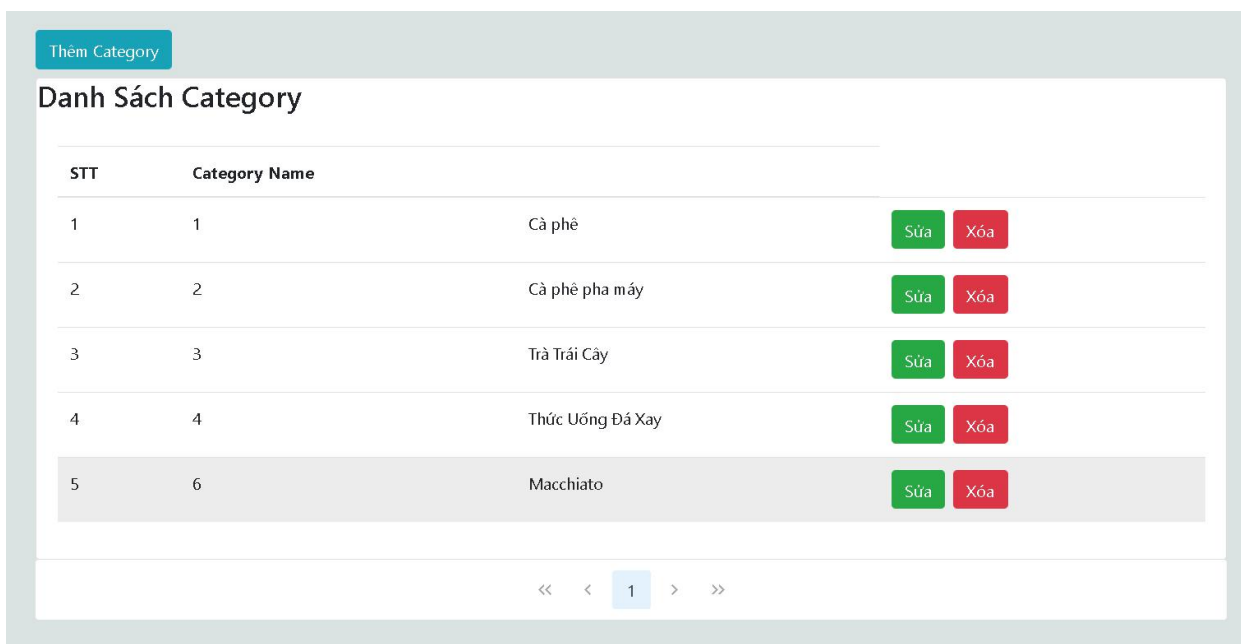 Thêm Category
Danh Sách Category
STT Category Name
1 1 Cà phê Sửa Xóa
2 2 Cà phê pha máy Sửa Xóa
3 3 Trà Trái Cây Sửa Xóa
4 4 Thức Uống Đá Xay Sửa Xóa
5 6 Macchiato Sửa Xóa
<< < 1 > >>